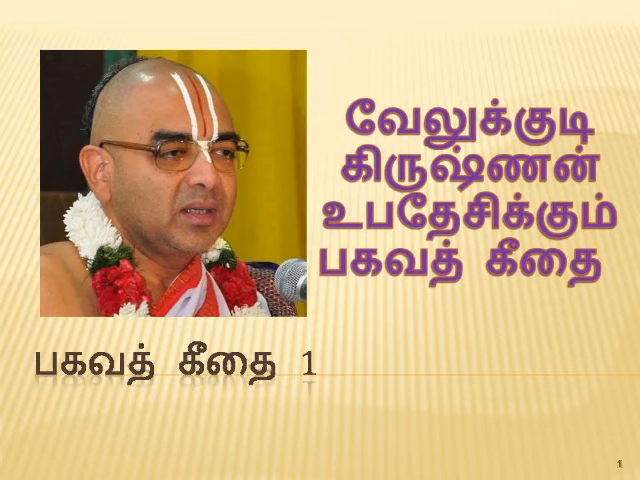 வேலுக்குடி
கிருஷ்ணன்
உபதேசிக்கும்
பகவத் கீதை
பகவத் கீதை 1
1